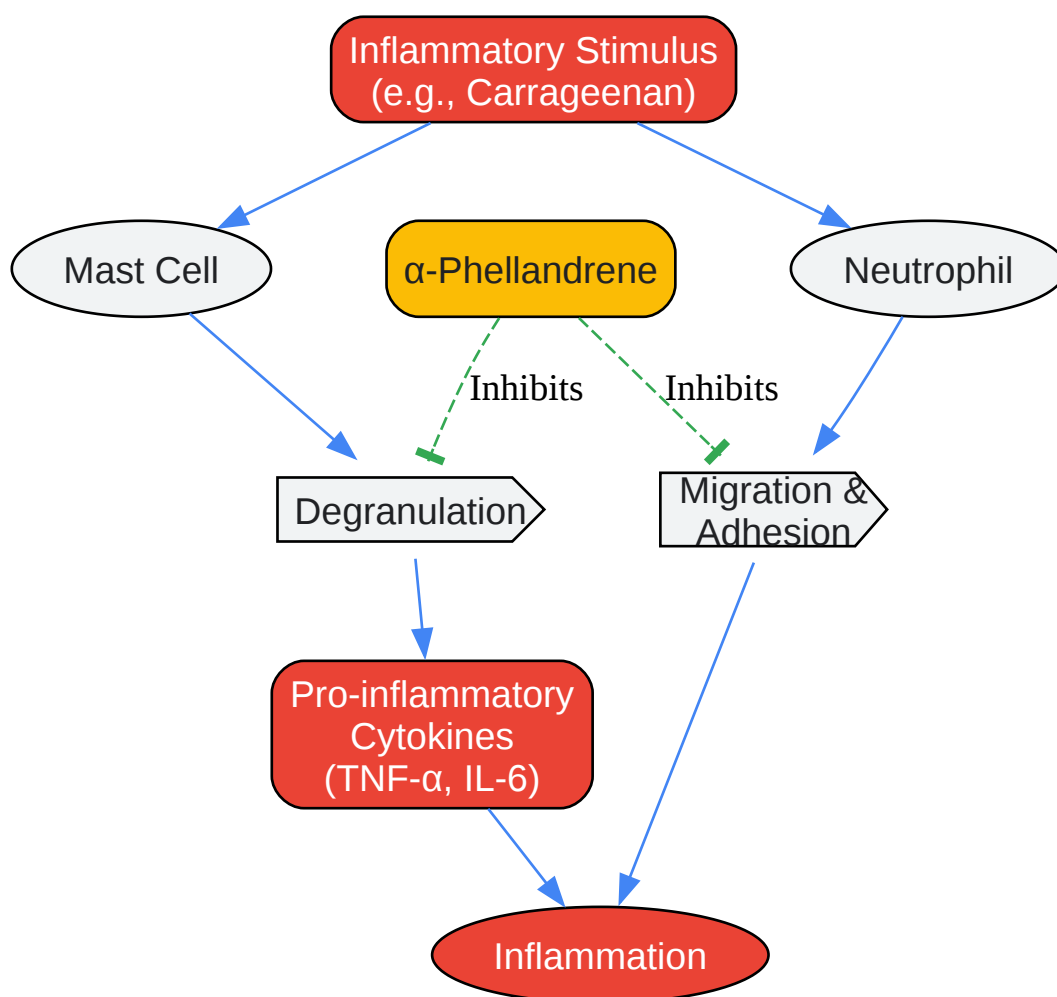 Inflammatory Stimulus
(e.g., Carrageenan)
Mast Cell
α-Phellandrene
Neutrophil
Inhibits
Inhibits
Degranulation
Migration &
Adhesion
Pro-inflammatory
Cytokines
(TNF-α, IL-6)
Inflammation